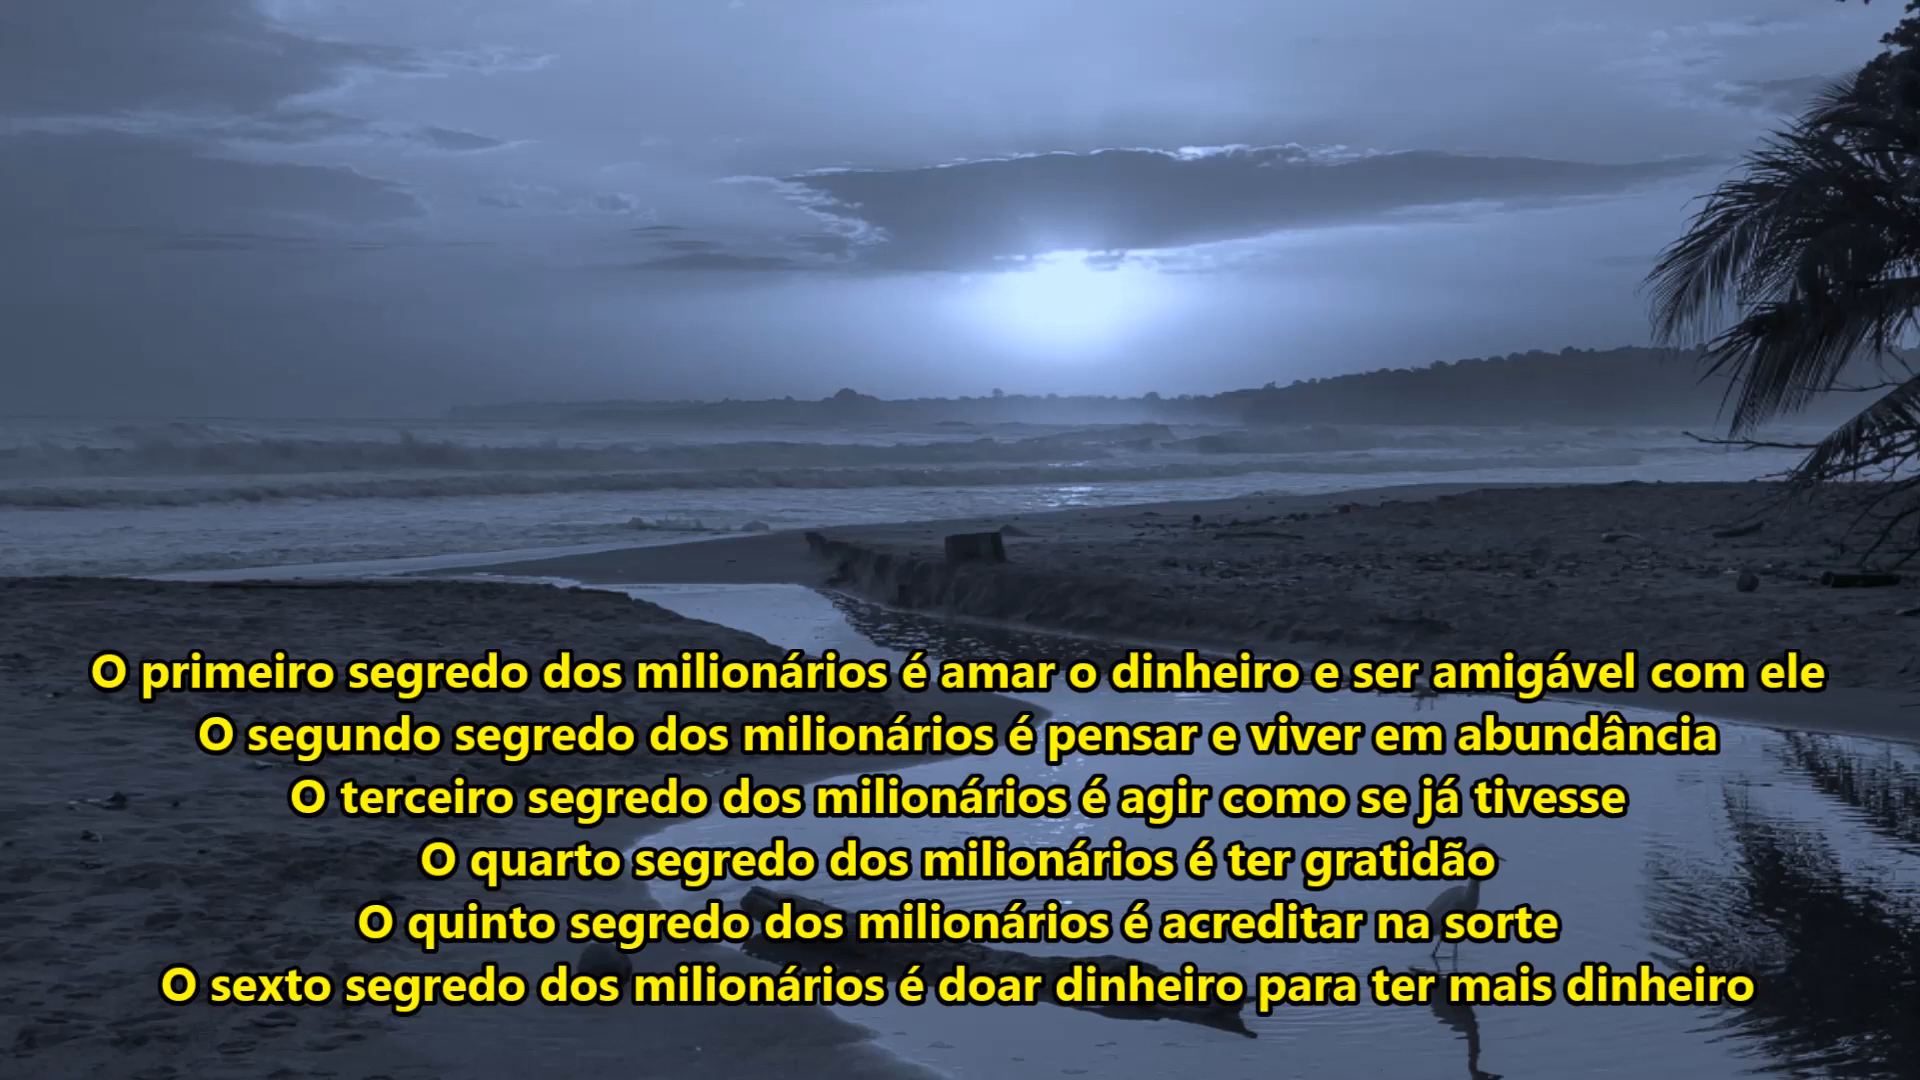 O primeiro segredo dos milionários é amar o dinheiro e ser amigável com ele
O segundo segredo dos milionários é pensar e viver em abundância
O terceiro segredo dos milionários é agir como se já tivesse
O quarto segredo dos milionários é ter gratidão
O quinto segredo dos milionários é acreditar na sorte
O sexto segredo dos milionários é doar dinheiro para ter mais dinheiro